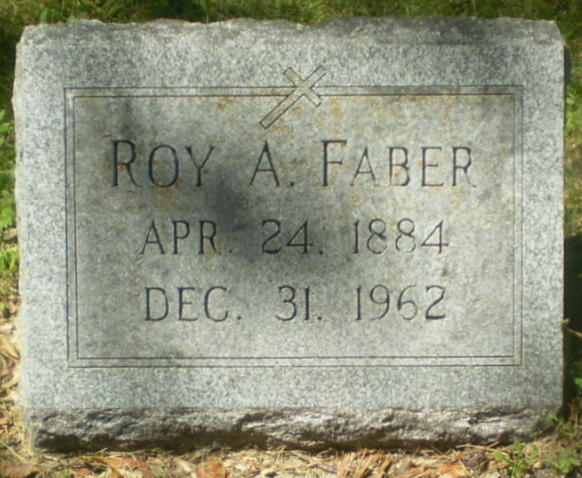 ROY A. FABER
APR. 24. 1884
DEC. 31. 1962